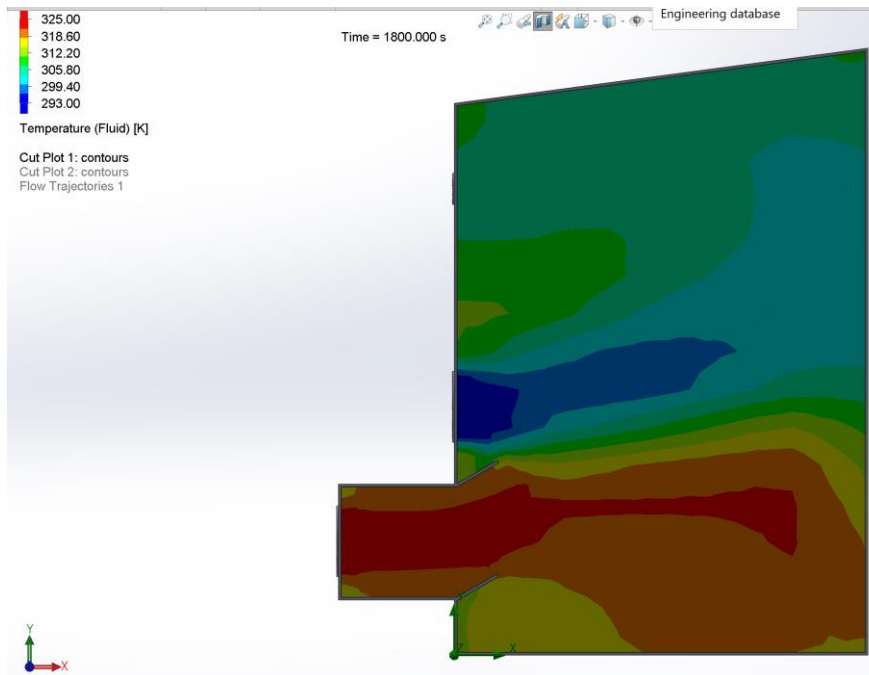 Engineering database
325.00
318.60
312.20
305.80
299.40
293.00
Time = 1800.000 s
Temperature (Fluid) [K]
Cut Plot 1: contours
Cut Plot 2: contours
Flow Trajectories 1
Y
X
Z
X